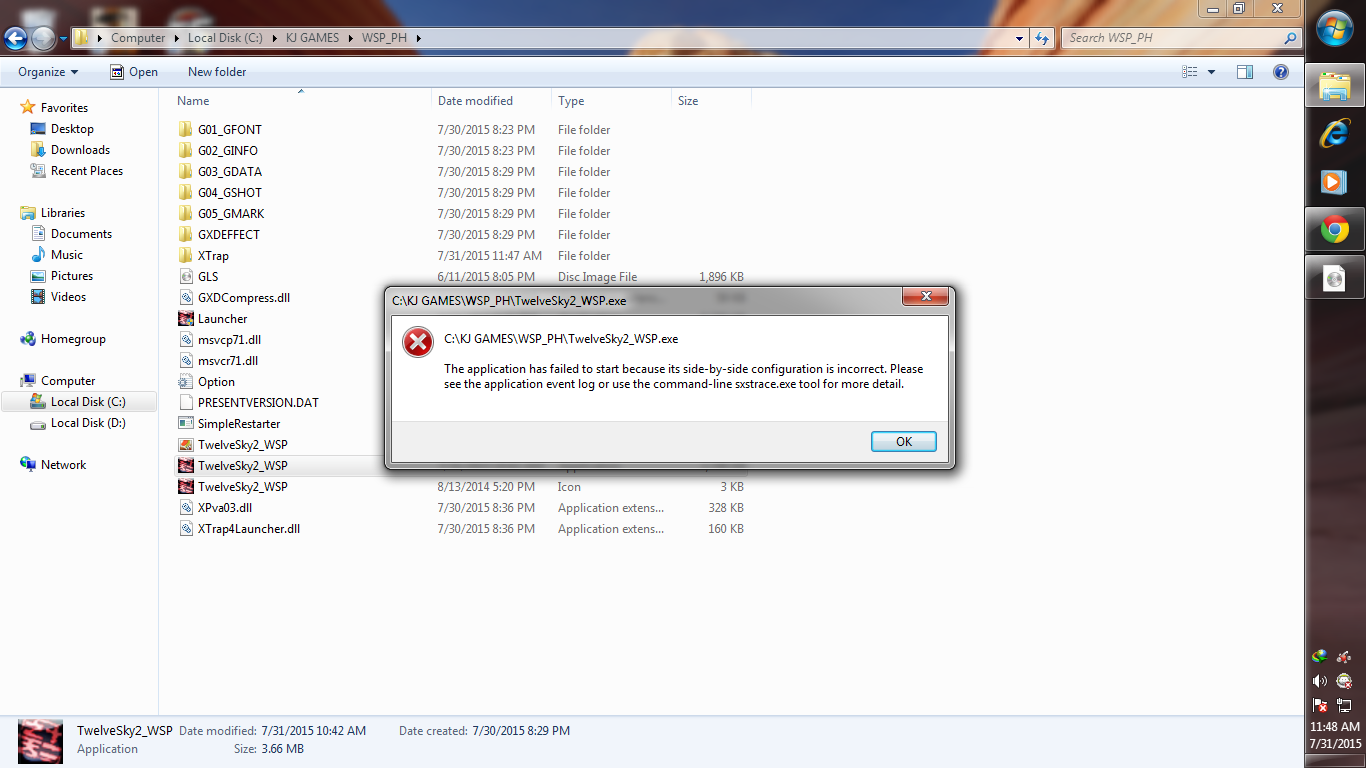 Computer Local Disk (C:) KJ GAMES WSP_PH
Search WSP_PH
Organize Open New folder
Name Date modified Type Size
Favorites
Desktop
Downloads
Recent Places
Libraries
Documents
Music
Pictures
Videos
Homegroup
Computer
Local Disk (C:)
Local Disk (D:)
Network
G01_GFONT 7/30/2015 8:23 PM File folder
G02_GINFO 7/30/2015 8:23 PM File folder
G03_GDATA 7/30/2015 8:29 PM File folder
G04_GSHOT 7/30/2015 8:29 PM File folder
G05_GMARK 7/30/2015 8:29 PM File folder
GXDEFFECT 7/30/2015 8:29 PM File folder
XTrap 7/31/2015 11:47 AM File folder
GLS 6/11/2015 8:05 PM Disc Image File 1,896 KB
GXDCompress.dll
Launcher
msvcp71.dll
msvcr71.dll
Option
PRESENTVERSION.DAT
SimpleRestarter
TwelveSky2_WSP
TwelveSky2_WSP
TwelveSky2_WSP 8/13/2014 5:20 PM Icon 3 KB
XPva03.dll 7/30/2015 8:36 PM Application extens... 328 KB
XTrap4Launcher.dll 7/30/2015 8:36 PM Application extens... 160 KB
C:\KJ GAMES\WSP_PH\TwelveSky2_WSP.exe
C:\KJ GAMES\WSP_PH\TwelveSky2_WSP.exe
The application has failed to start because its side-by-side configuration is incorrect. Please
see the application event log or use the command-line sxstrace.exe tool for more detail.
OK
TwelveSky2_WSP Date modified: 7/31/2015 10:42 AM Date created: 7/30/2015 8:29 PM
Application Size: 3.66 MB
11:48 AM
7/31/2015